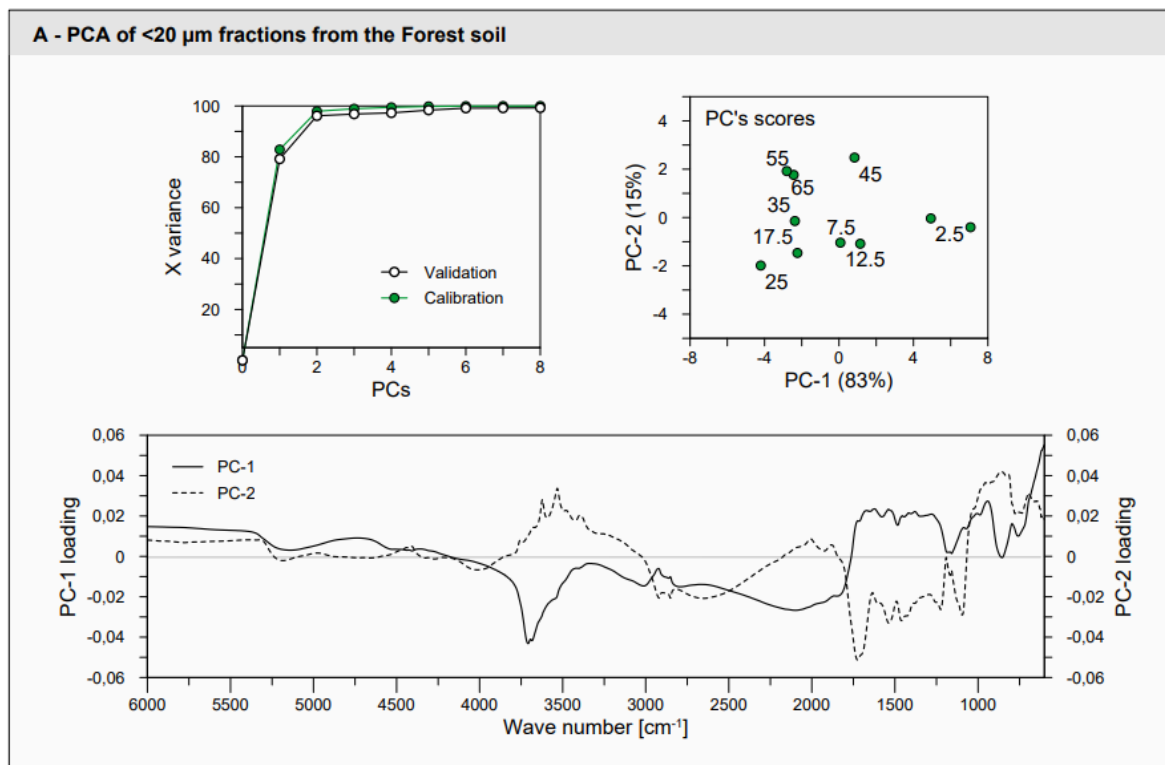 A - PCA of <20 µm fractions from the Forest soil
100
80
60
40
20
X variance
Validation
Calibration
0 2 4 6 8
PCs
PC's scores
4
2
0
-2
-4
PC-2 (15%)
55
65
45
35
17.5
7.5
12.5
2.5
25
-8 -4 0 4 8
PC-1 (83%)
0,06
0,04
0,02
0
-0,02
-0,04
-0,06
PC-1 loading
PC-1
PC-2
0,06
0,04
0,02
0
-0,02
-0,04
-0,06
PC-2 loading
6000 5500 5000 4500 4000 3500 3000 2500 2000 1500 1000
Wave number [cm⁻¹]